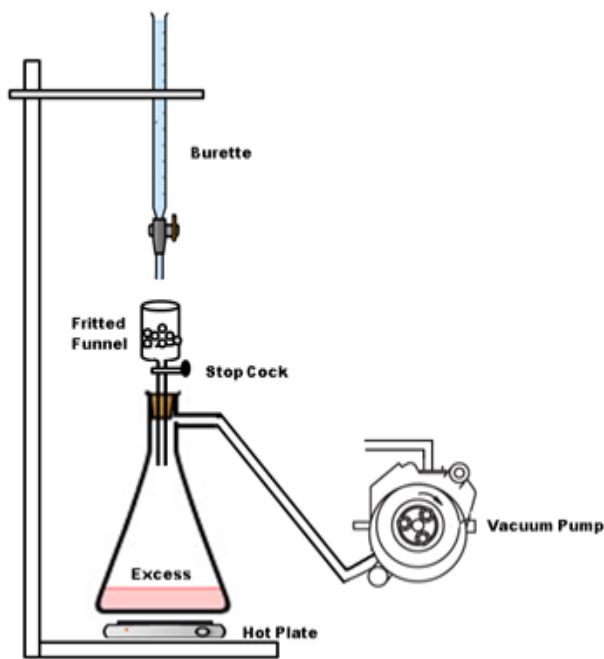 Burette
Fritted
Funnel
Stop Cock
Vacuum Pump
Excess
Hot Plate